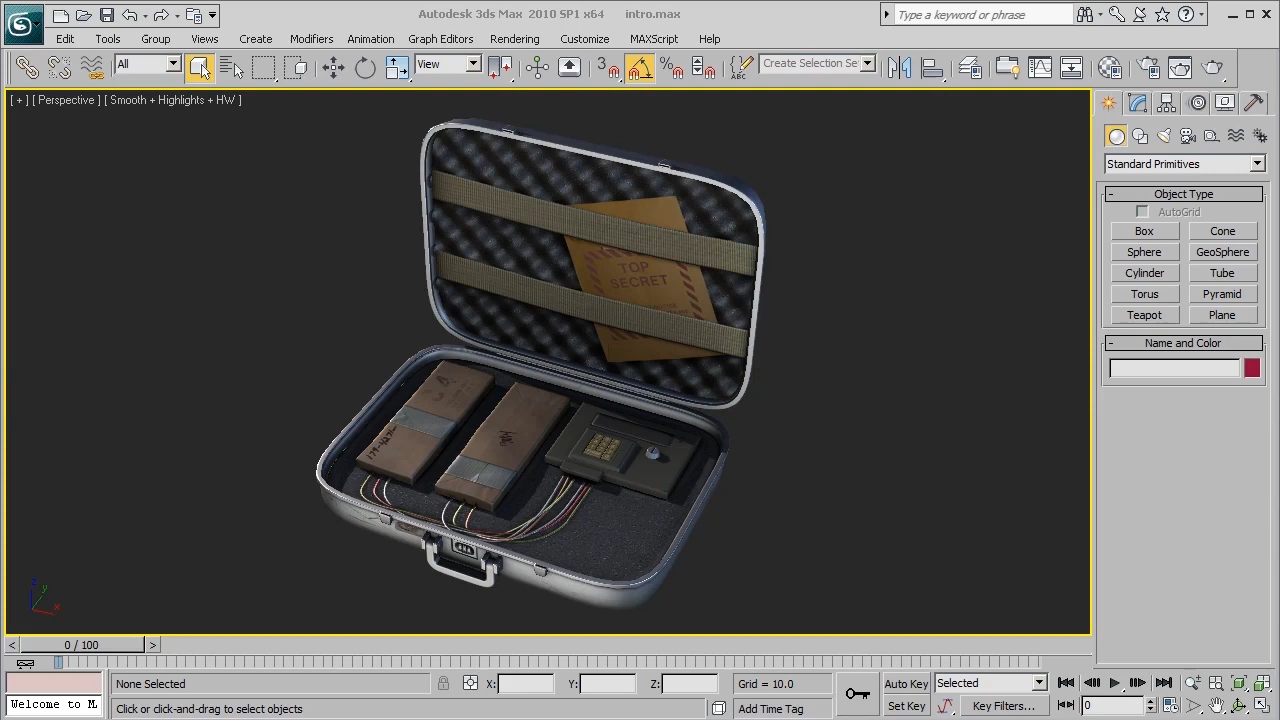 Autodesk 3ds Max 2010 SP1 x64 intro.max
Type a keyword or phrase
Edit Tools Group Views Create Modifiers Animation Graph Editors Rendering Customize MAXScript Help
All
View
3
%
ABC
Create Selection Se
[ + ] [ Perspective ] [ Smooth + Highlights + HW ]
TOP
SECRET
Standard Primitives
- Object Type
AutoGrid
Box Cone
Sphere GeoSphere
Cylinder Tube
Torus Pyramid
Teapot Plane
- Name and Color
z
y
x
< 0 / 100 >
Welcome to M
None Selected
X: Y: Z:
Grid = 10.0
Auto Key
Selected
Click or click-and-drag to select objects
Add Time Tag
Set Key
Key Filters...
0